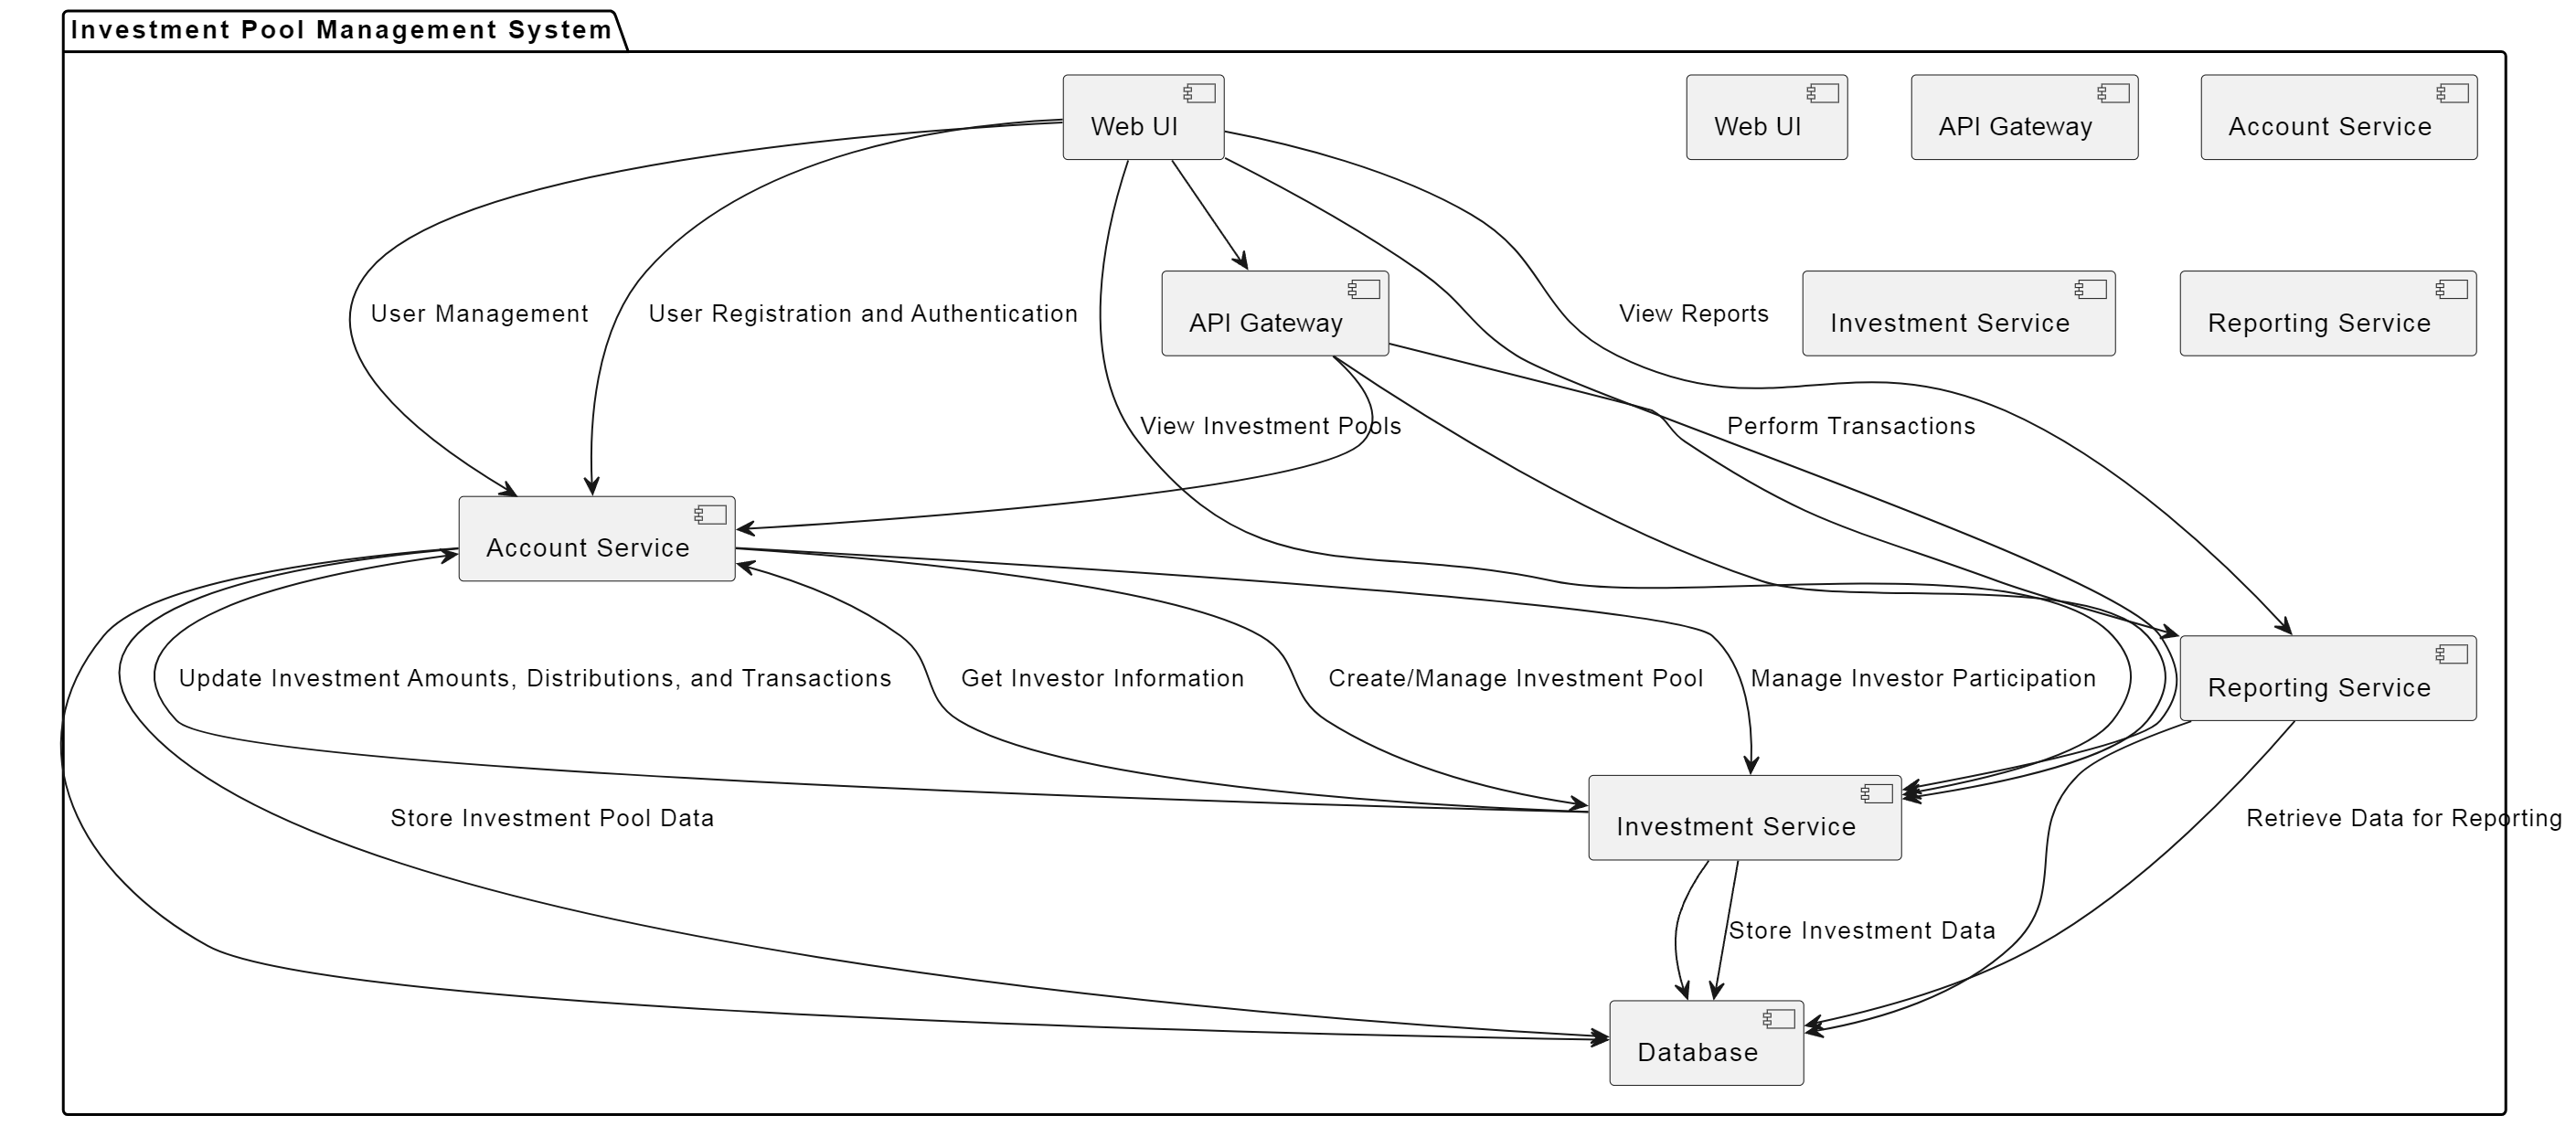 Investment Pool Management System
Web UI
Web UI
API Gateway
Account Service
User Management
User Registration and Authentication
API Gateway
View Reports
Investment Service
Reporting Service
View Investment Pools
Perform Transactions
Account Service
Update Investment Amounts, Distributions, and Transactions
Get Investor Information
Create/Manage Investment Pool
Manage Investor Participation
Reporting Service
Store Investment Pool Data
Investment Service
Retrieve Data for Reporting
Store Investment Data
Database